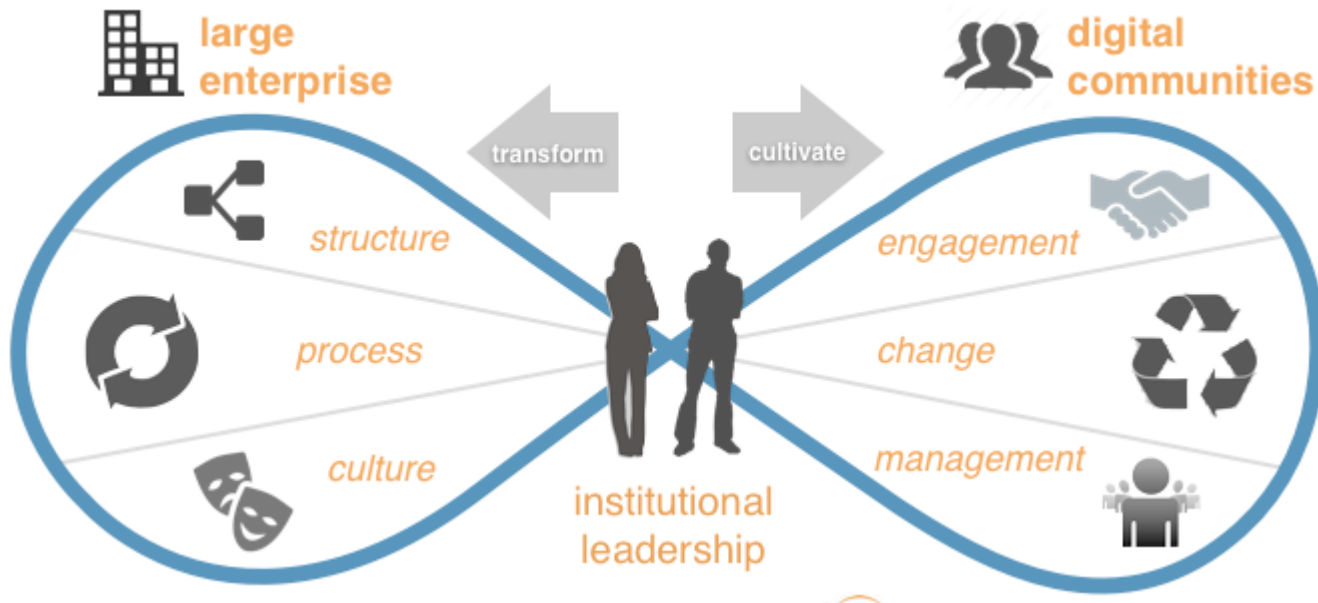 large
enterprise
digital
communities
transform
cultivate
structure
engagement
process
change
culture
management
institutional
leadership